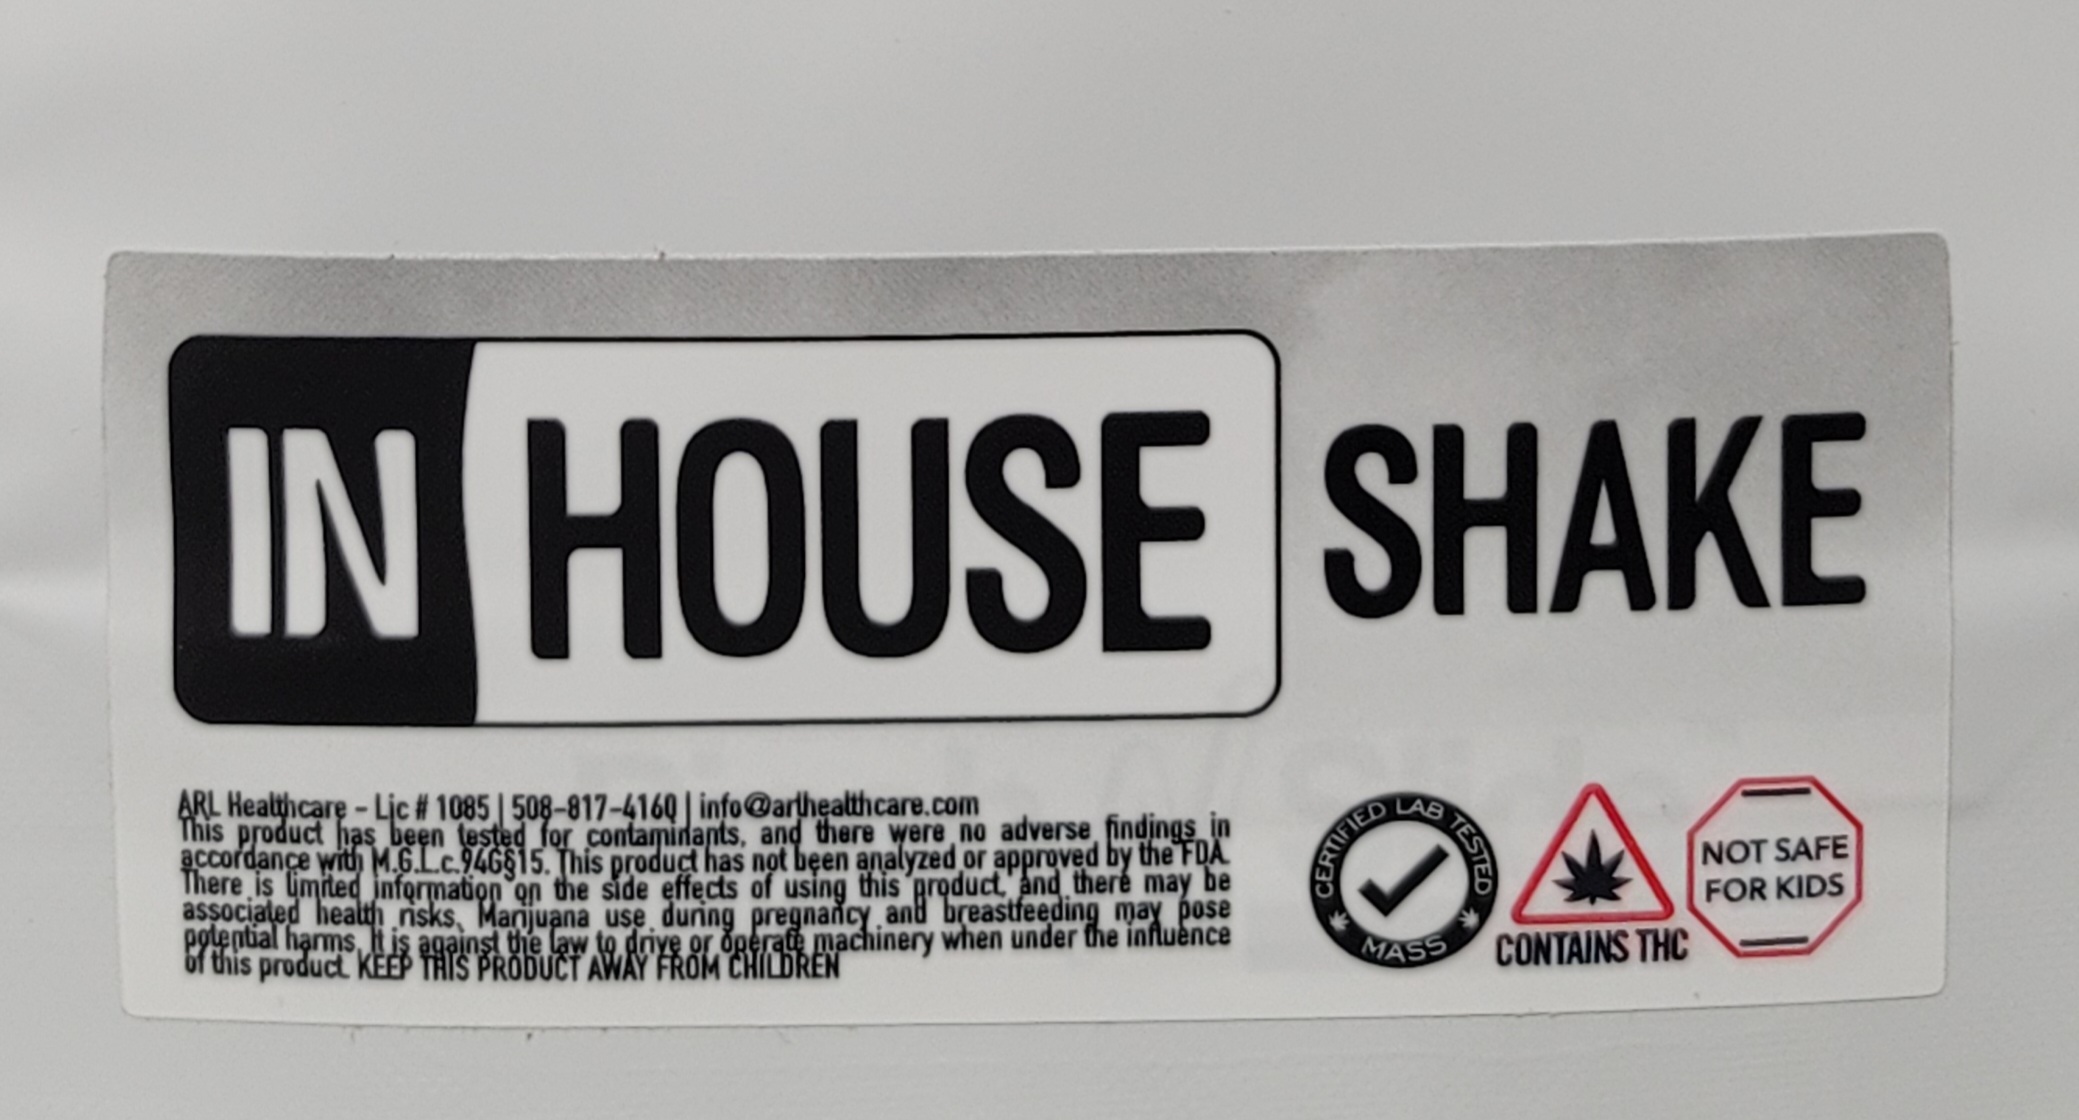 IN HOUSE SHAKE
ARL Healthcare - Lic # 1085 | 508-817-4160 | info@arlhealthcare.com
This product has been tested for contaminants, and there were no adverse findings in
accordance with M.G.L.c.94G§15. This product has not been analyzed or approved by the FDA.
There is limited information on the side effects of using this product, and there may be
associated health risks. Marijuana use during pregnancy and breastfeeding may pose
potential harms. It is against the law to drive or operate machinery when under the influence
of this product. KEEP THIS PRODUCT AWAY FROM CHILDREN
CERTIFIED LAB TESTED
MASS
CONTAINS THC
NOT SAFE
FOR KIDS